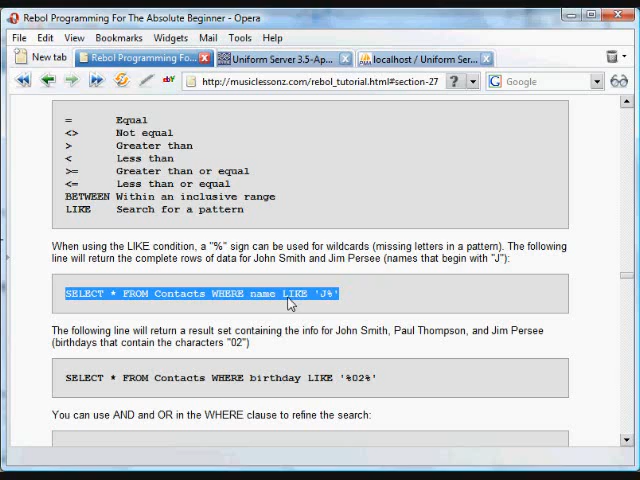 Rebol Programming For The Absolute Beginner - Opera
File Edit View Bookmarks Widgets Mail Tools Help
New tab Rebol Programming Fo... Uniform Server 3.5-Ap... localhost / Uniform Ser...
http://musiclessonz.com/rebol_tutorial.html#section-27 ? Google
= Equal
<> Not equal
> Greater than
< Less than
>= Greater than or equal
<= Less than or equal
BETWEEN Within an inclusive range
LIKE Search for a pattern
When using the LIKE condition, a "%" sign can be used for wildcards (missing letters in a pattern). The following
line will return the complete rows of data for John Smith and Jim Persee (names that begin with "J"):
SELECT * FROM Contacts WHERE name LIKE 'J%'
The following line will return a result set containing the info for John Smith, Paul Thompson, and Jim Persee
(birthdays that contain the characters "02")
SELECT * FROM Contacts WHERE birthday LIKE '%02%'
You can use AND and OR in the WHERE clause to refine the search: